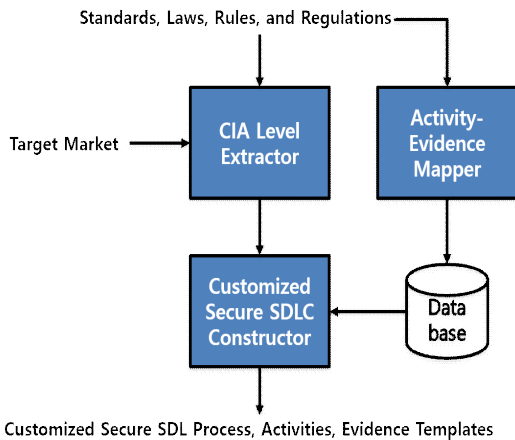 Standards, Laws, Rules, and Regulations
CIA Level
Extractor
Activity-
Evidence
Mapper
Target Market
Customized
Secure SDLC
Constructor
Data
base
Customized Secure SDL Process, Activities, Evidence Templates